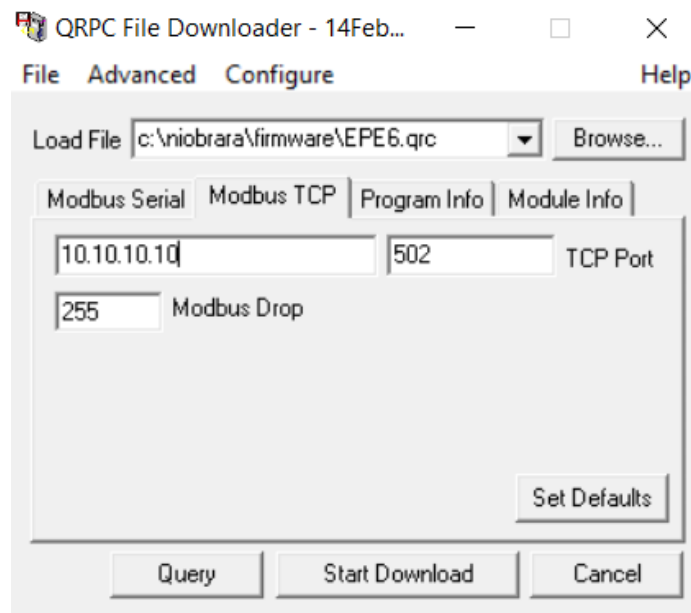 QRPC File Downloader - 14Feb...
File Advanced Configure Help
Load File c:\niobrara\firmware\EPE6.qrc Browse...
Modbus Serial Modbus TCP Program Info Module Info
10.10.10.10 502 TCP Port
255 Modbus Drop
Set Defaults
Query Start Download Cancel